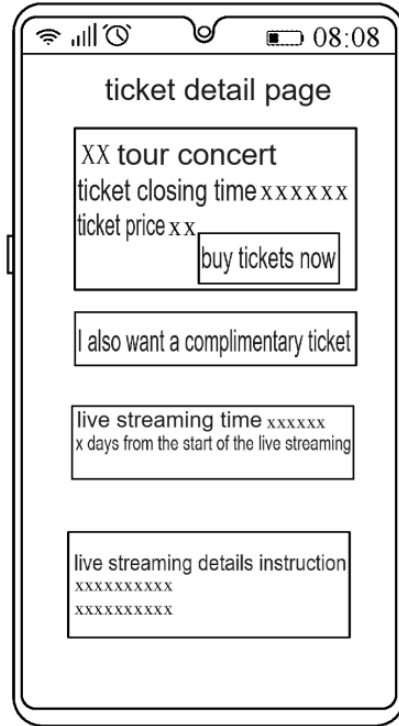 08:08
ticket detail page
XX tour concert
ticket closing time xxxxxx
ticket price xx
buy tickets now
I also want a complimentary ticket
live streaming time xxxxxx
x days from the start of the live streaming
live streaming details instruction
xxxxxxxxxx
xxxxxxxxxx